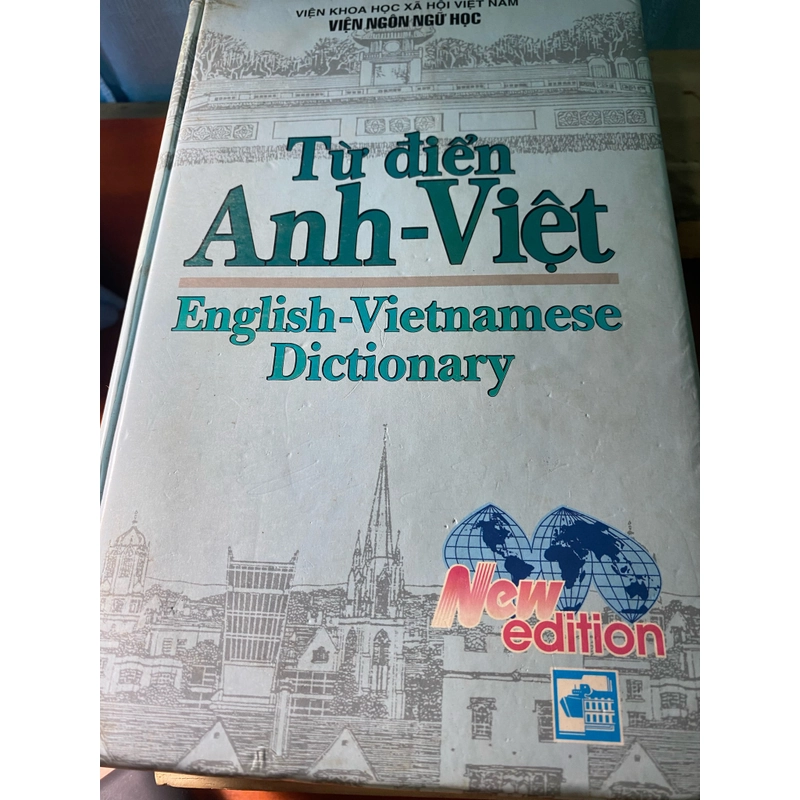 VIỆN KHOA HỌC XÃ HỘI VIỆT NAM
VIỆN NGÔN NGỮ HỌC
Từ điển
Anh-Việt
English-Vietnamese
Dictionary
New
edition